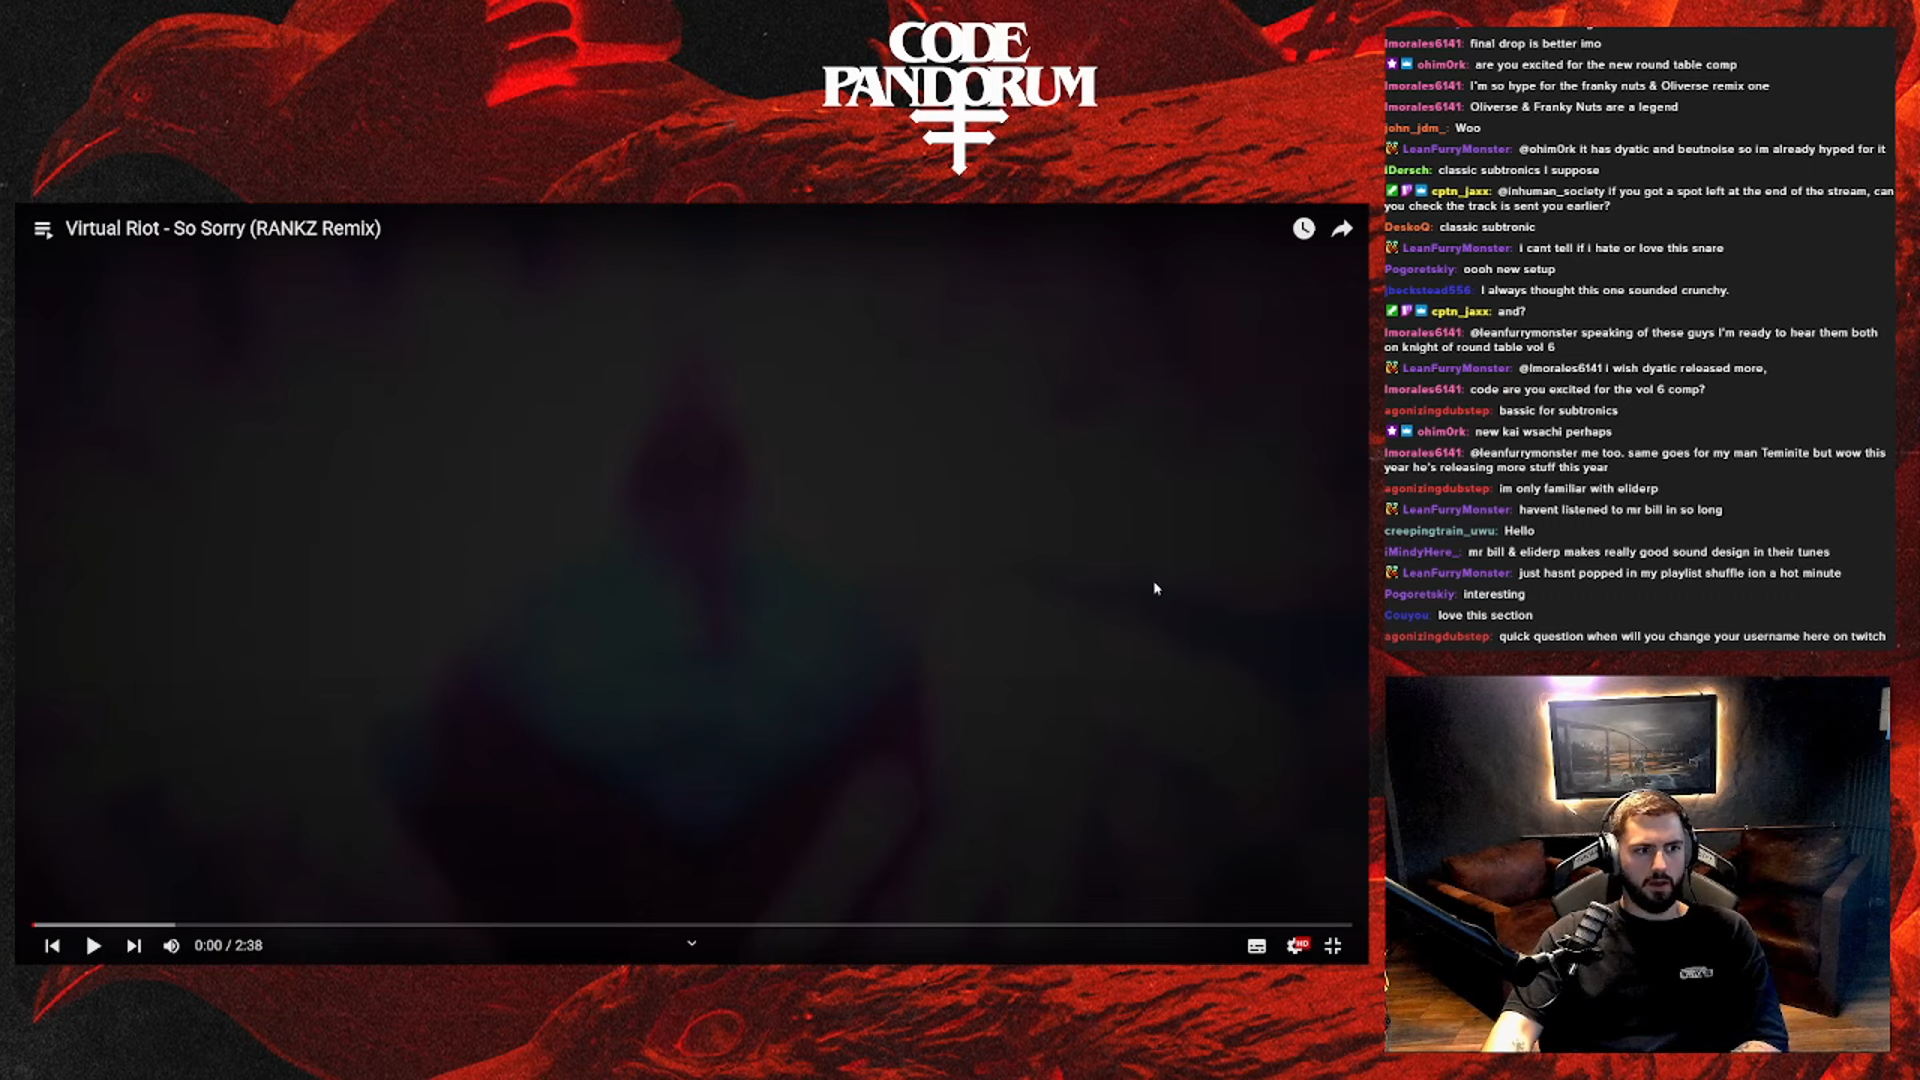 CODE
PANDORUM
Virtual Riot - So Sorry (RANKZ Remix)
0:00 / 2:38
HD
lmorales6141: final drop is better imo
ohim0rk: are you excited for the new round table comp
lmorales6141: I'm so hype for the franky nuts & Oliverse remix one
lmorales6141: Oliverse & Franky Nuts are a legend
john_jdm_: Woo
LeanFurryMonster: @ohim0rk it has dyatic and beutnoise so im already hyped for it
iDersch: classic subtronics I suppose
cptn_jaxx: @inhuman_society if you got a spot left at the end of the stream, can
you check the track is sent you earlier?
DeskoQ: classic subtronic
LeanFurryMonster: i cant tell if i hate or love this snare
Pogoretskiy: oooh new setup
jbeckstead556: I always thought this one sounded crunchy.
cptn_jaxx: and?
lmorales6141: @leanfurrymonster speaking of these guys I'm ready to hear them both
on knight of round table vol 6
LeanFurryMonster: @lmorales6141 i wish dyatic released more,
lmorales6141: code are you excited for the vol 6 comp?
agonizingdubstep: bassic for subtronics
ohim0rk: new kai wsachi perhaps
lmorales6141: @leanfurrymonster me too. same goes for my man Teminite but wow this
year he's releasing more stuff this year
agonizingdubstep: im only familiar with eliderp
LeanFurryMonster: havent listened to mr bill in so long
creepingtrain_uwu: Hello
iMindyHere_: mr bill & eliderp makes really good sound design in their tunes
LeanFurryMonster: just hasnt popped in my playlist shuffle ion a hot minute
Pogoretskiy: interesting
Couyou: love this section
agonizingdubstep: quick question when will you change your username here on twitch